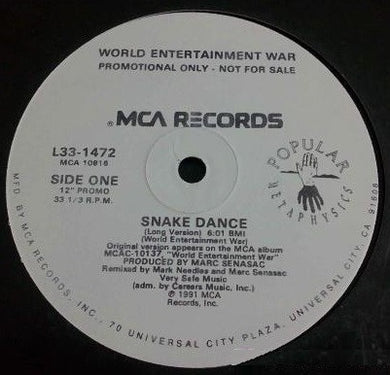 WORLD ENTERTAINMENT WAR
PROMOTIONAL ONLY - NOT FOR SALE
® MCA RECORDS
L33-1472
MCA 10816
SIDE ONE
12" PROMO
33 1/3 R.P.M.
POPULAR
METAPHYSICS
SNAKE DANCE
(Long Version) 6:01 BMI
(World Entertainment War)
Original version appears on the MCA album
MCAC-10137, "World Entertainment War"
PRODUCED BY MARC SENASAC
Remixed by Mark Needles and Marc Senasac
Very Safe Music
(adm. by Careers Music, Inc.)
℗ 1991 MCA
Records, Inc.
MFD. BY MCA RECORDS, INC., 70 UNIVERSAL CITY PLAZA, UNIVERSAL CITY, CA 91608